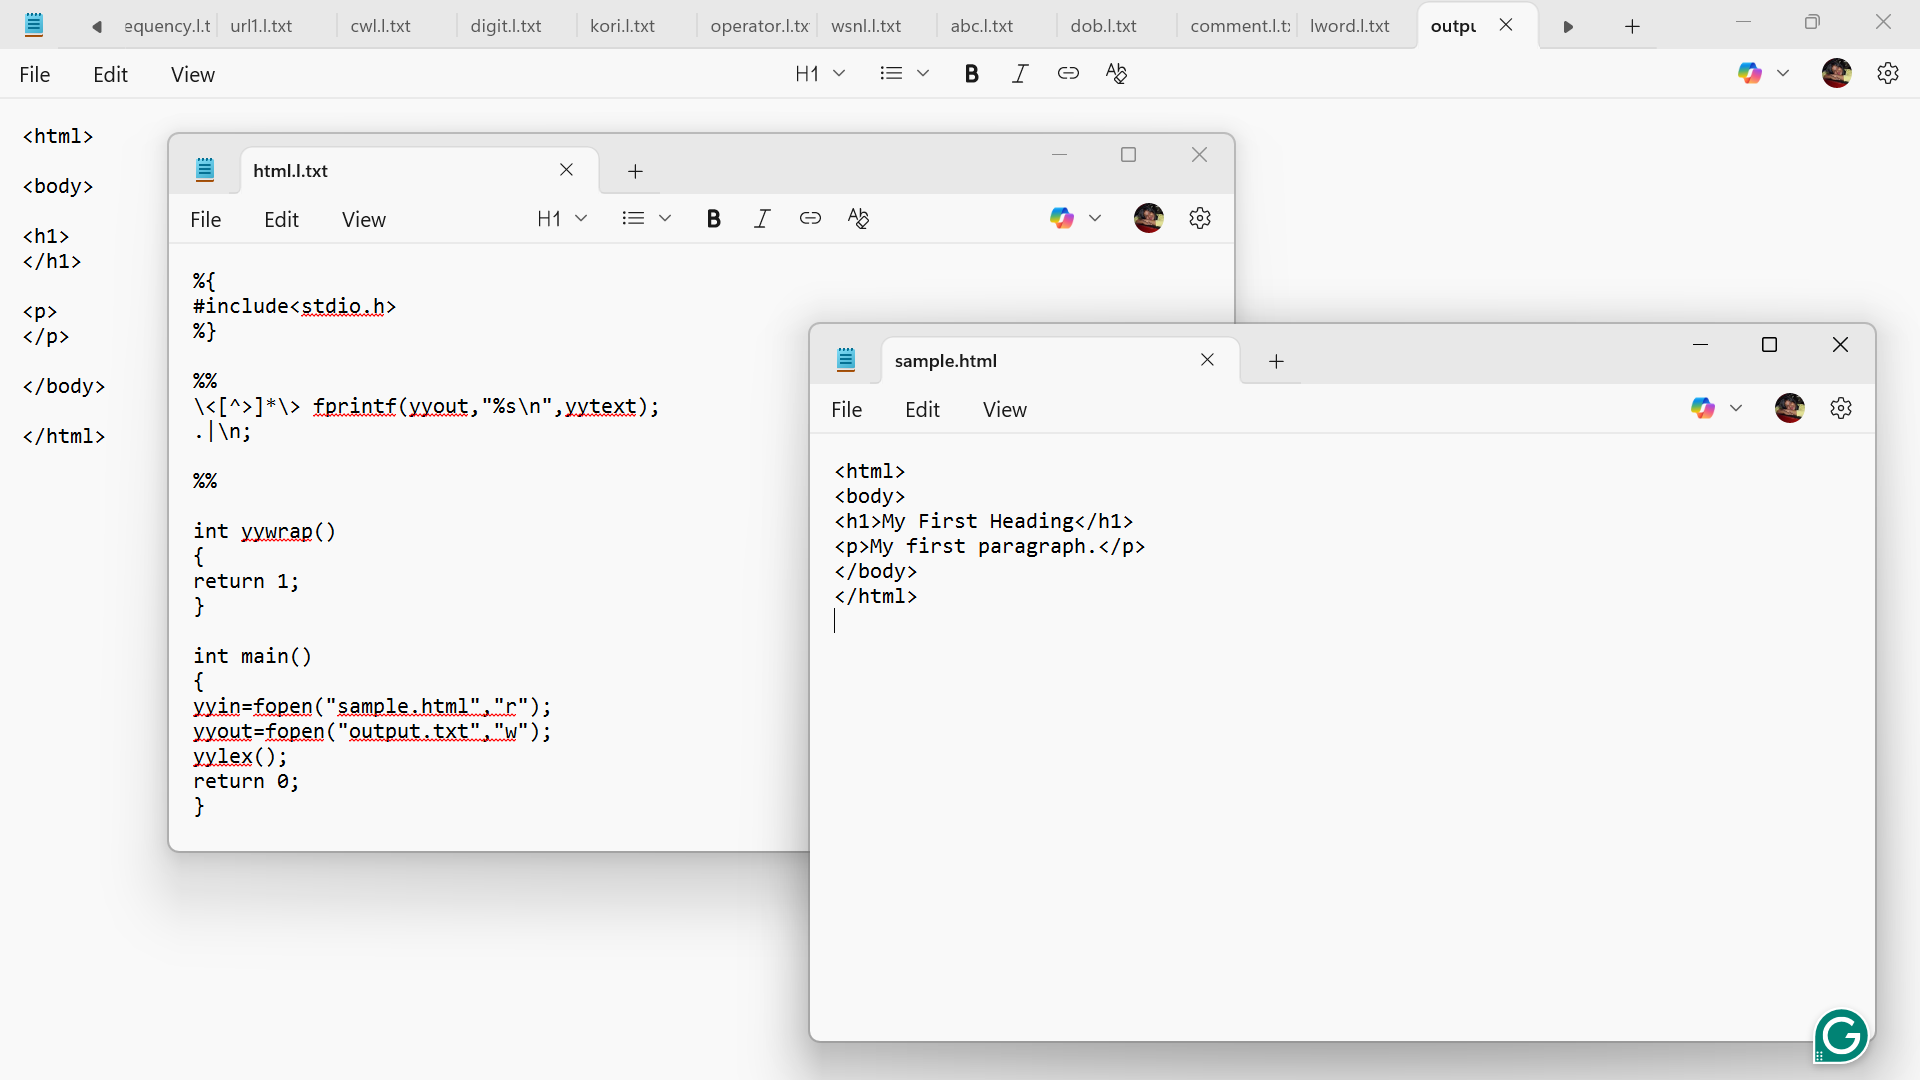 equency.l.t url1.l.txt cwl.l.txt digit.l.txt kori.l.txt operator.l.tx wsnl.l.txt abc.l.txt dob.l.txt comment.l.t lword.l.txt outpu
File Edit View H1 B I
<html>
<body>
<h1>
</h1>
<p>
</p>
</body>
</html>
html.l.txt
File Edit View H1 B I
%{
#include<stdio.h>
%}
%%
\<[^>]*\> fprintf(yyout,"%s\n",yytext);
.|\n;
%%
int yywrap()
{
return 1;
}
int main()
{
yyin=fopen("sample.html","r");
yyout=fopen("output.txt","w");
yylex();
return 0;
}
sample.html
File Edit View
<html>
<body>
<h1>My First Heading</h1>
<p>My first paragraph.</p>
</body>
</html>